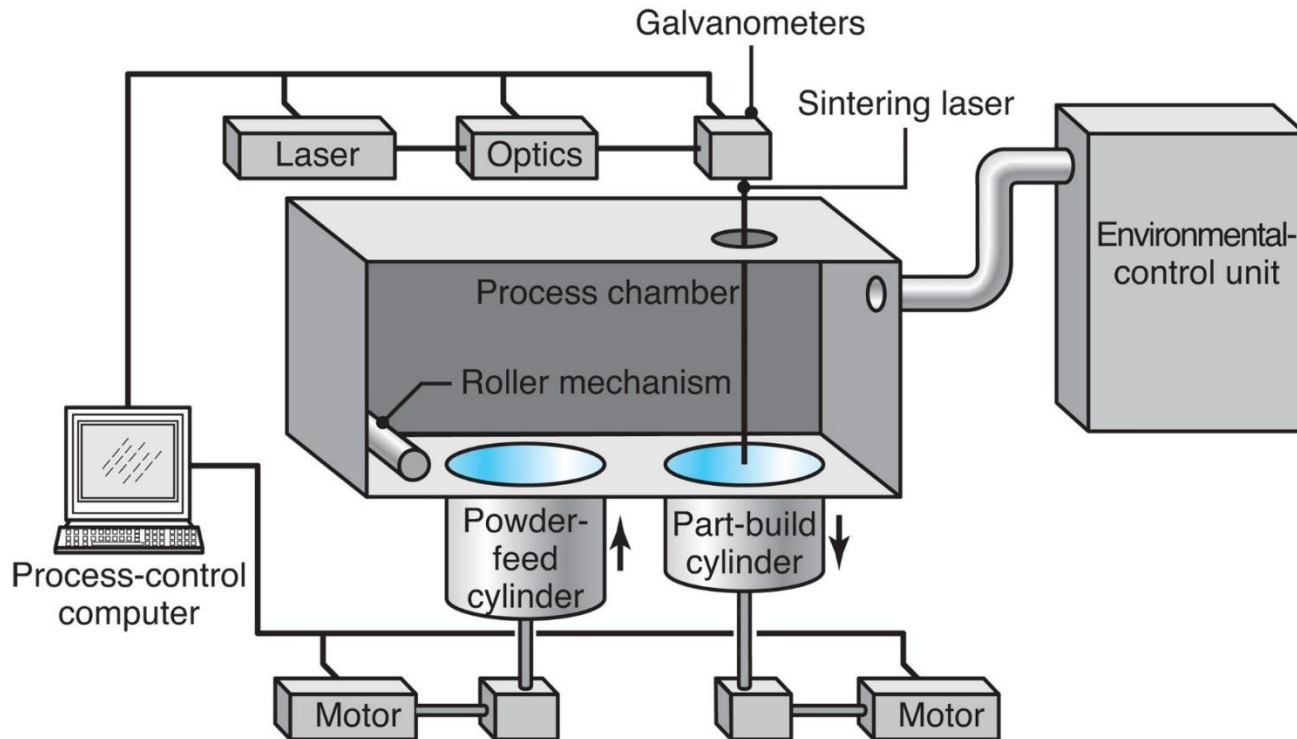 Galvanometers
Sintering laser
Laser
Optics
Environmental-
control unit
Process chamber
Roller mechanism
Powder-
feed
cylinder
Part-build
cylinder
Process-control
computer
Motor
Motor